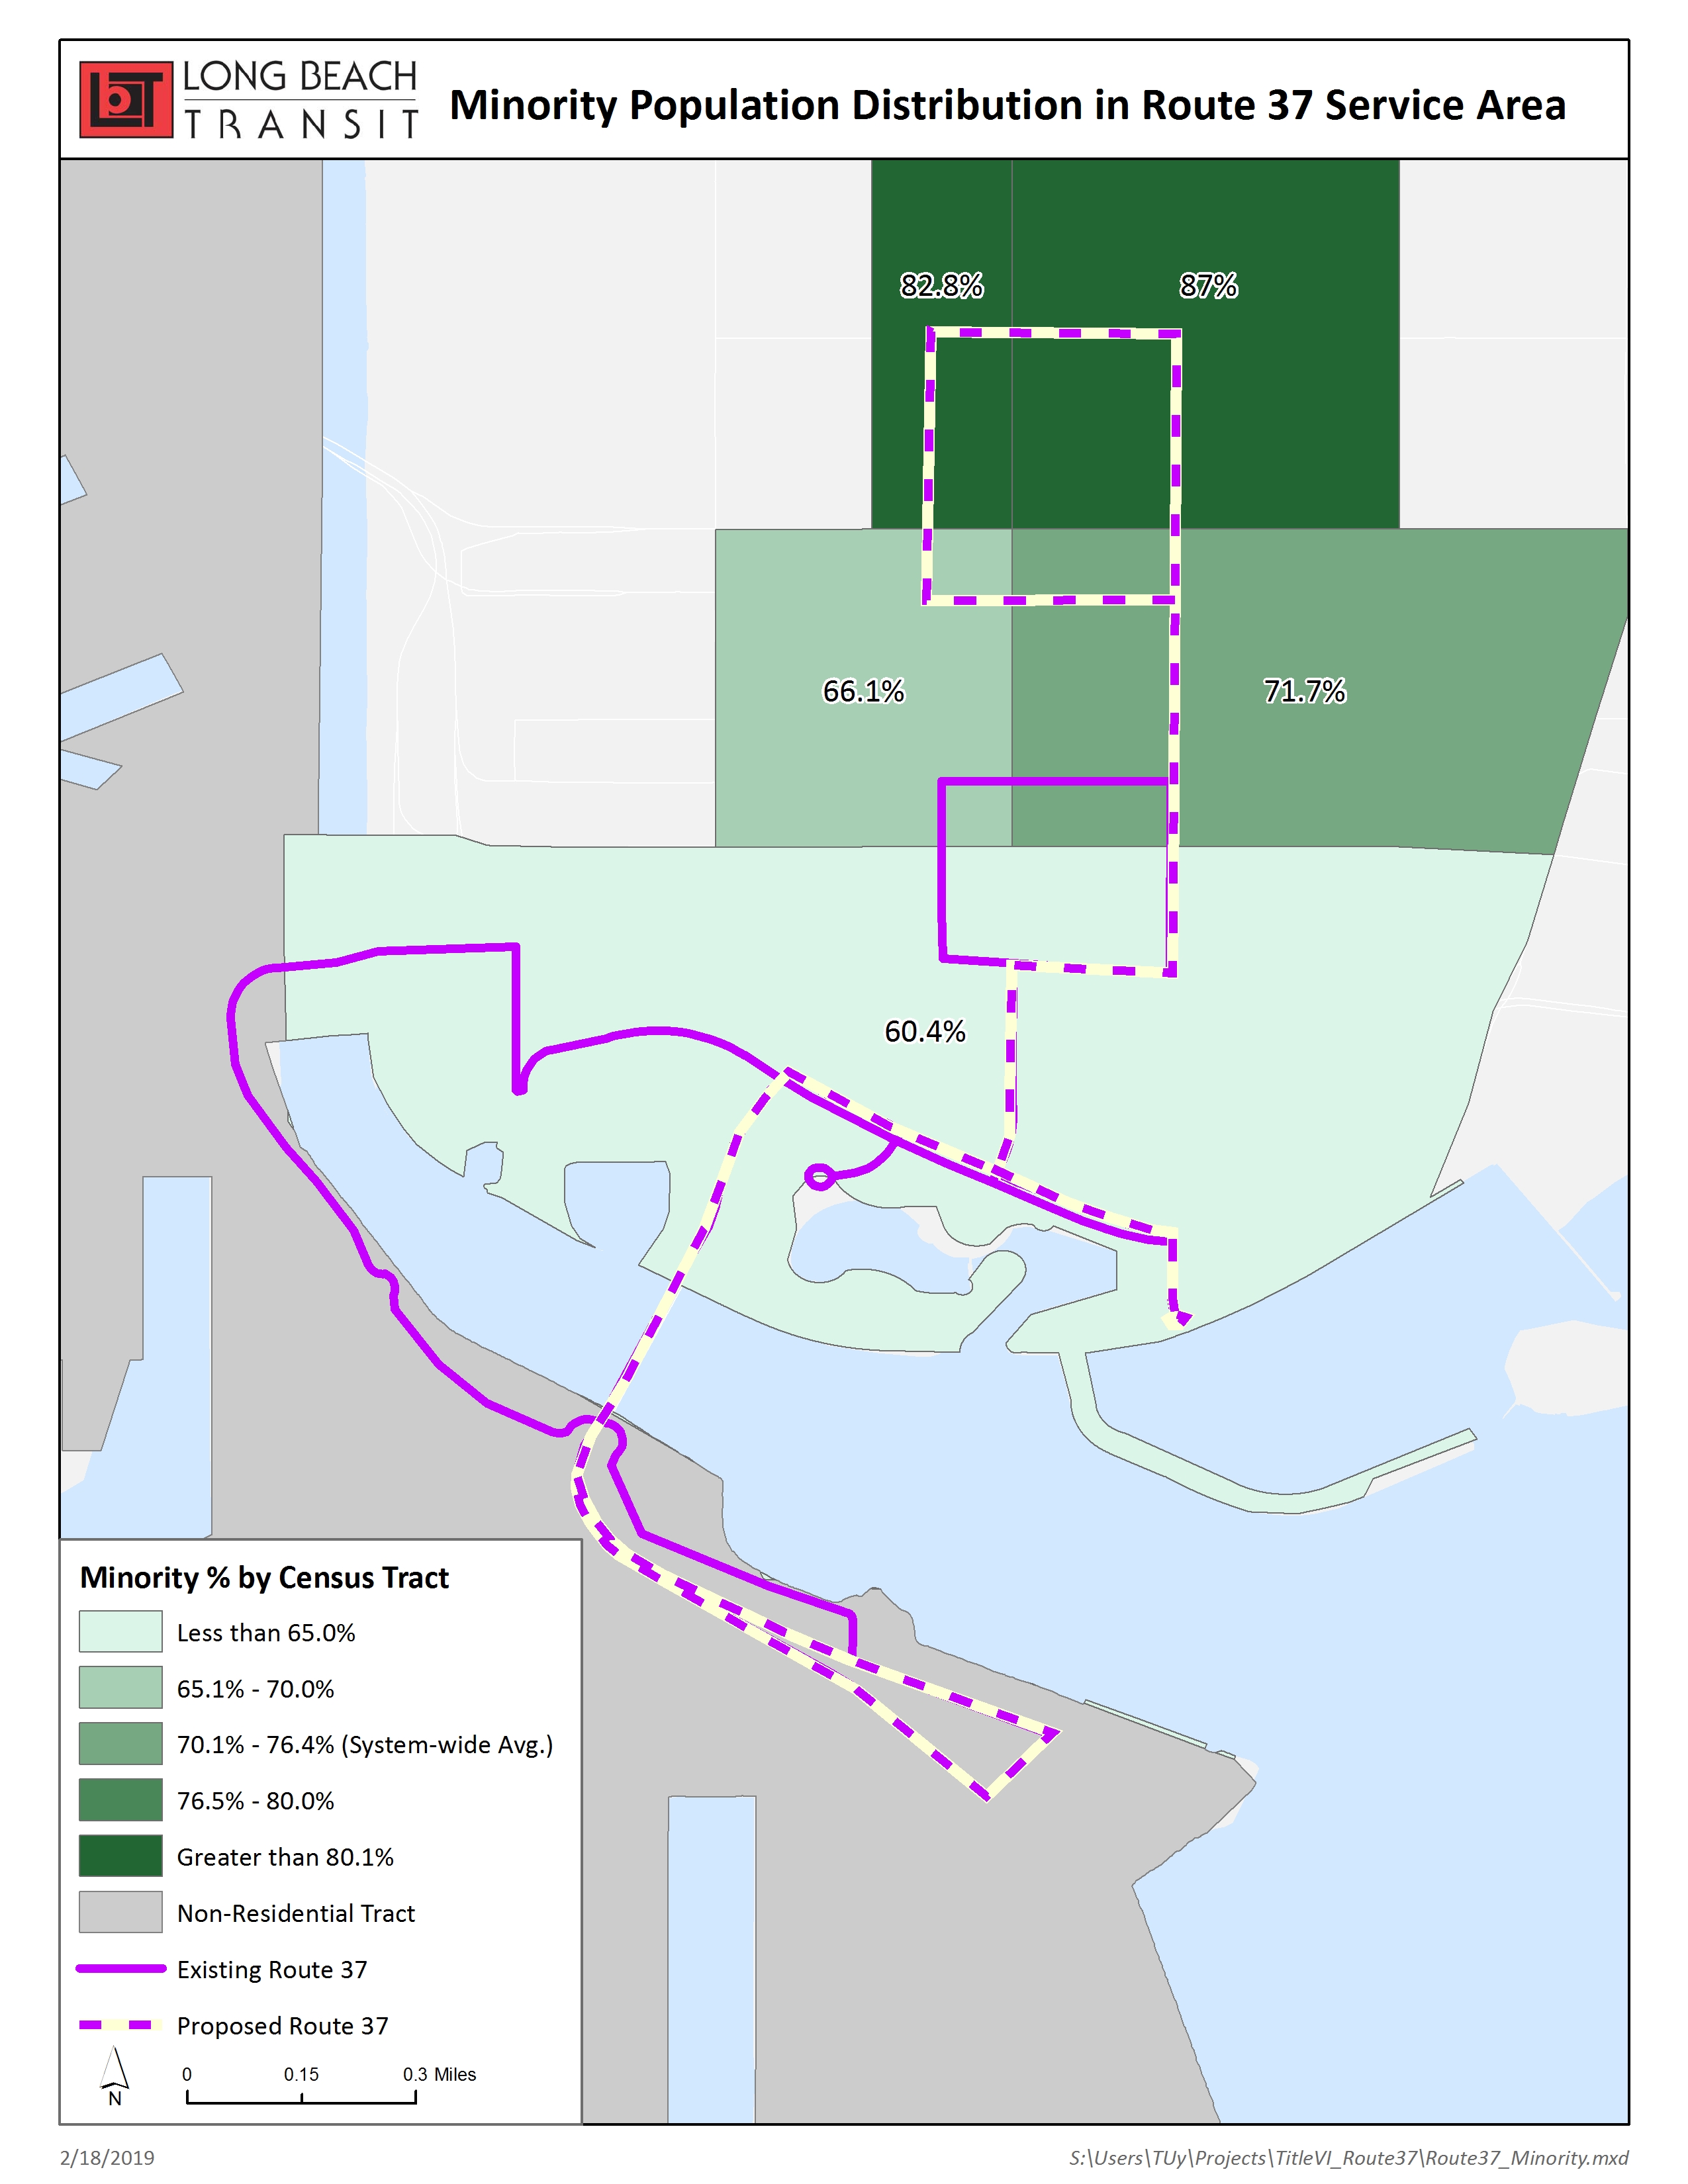 LONG BEACH
TRANSIT
Minority Population Distribution in Route 37 Service Area
82.8%
87%
66.1%
71.7%
60.4%
Minority % by Census Tract
Less than 65.0%
65.1% - 70.0%
70.1% - 76.4% (System-wide Avg.)
76.5% - 80.0%
Greater than 80.1%
Non-Residential Tract
Existing Route 37
Proposed Route 37
N
0 0.15 0.3 Miles
2/18/2019
S:\Users\TUy\Projects\TitleVI_Route37\Route37_Minority.mxd